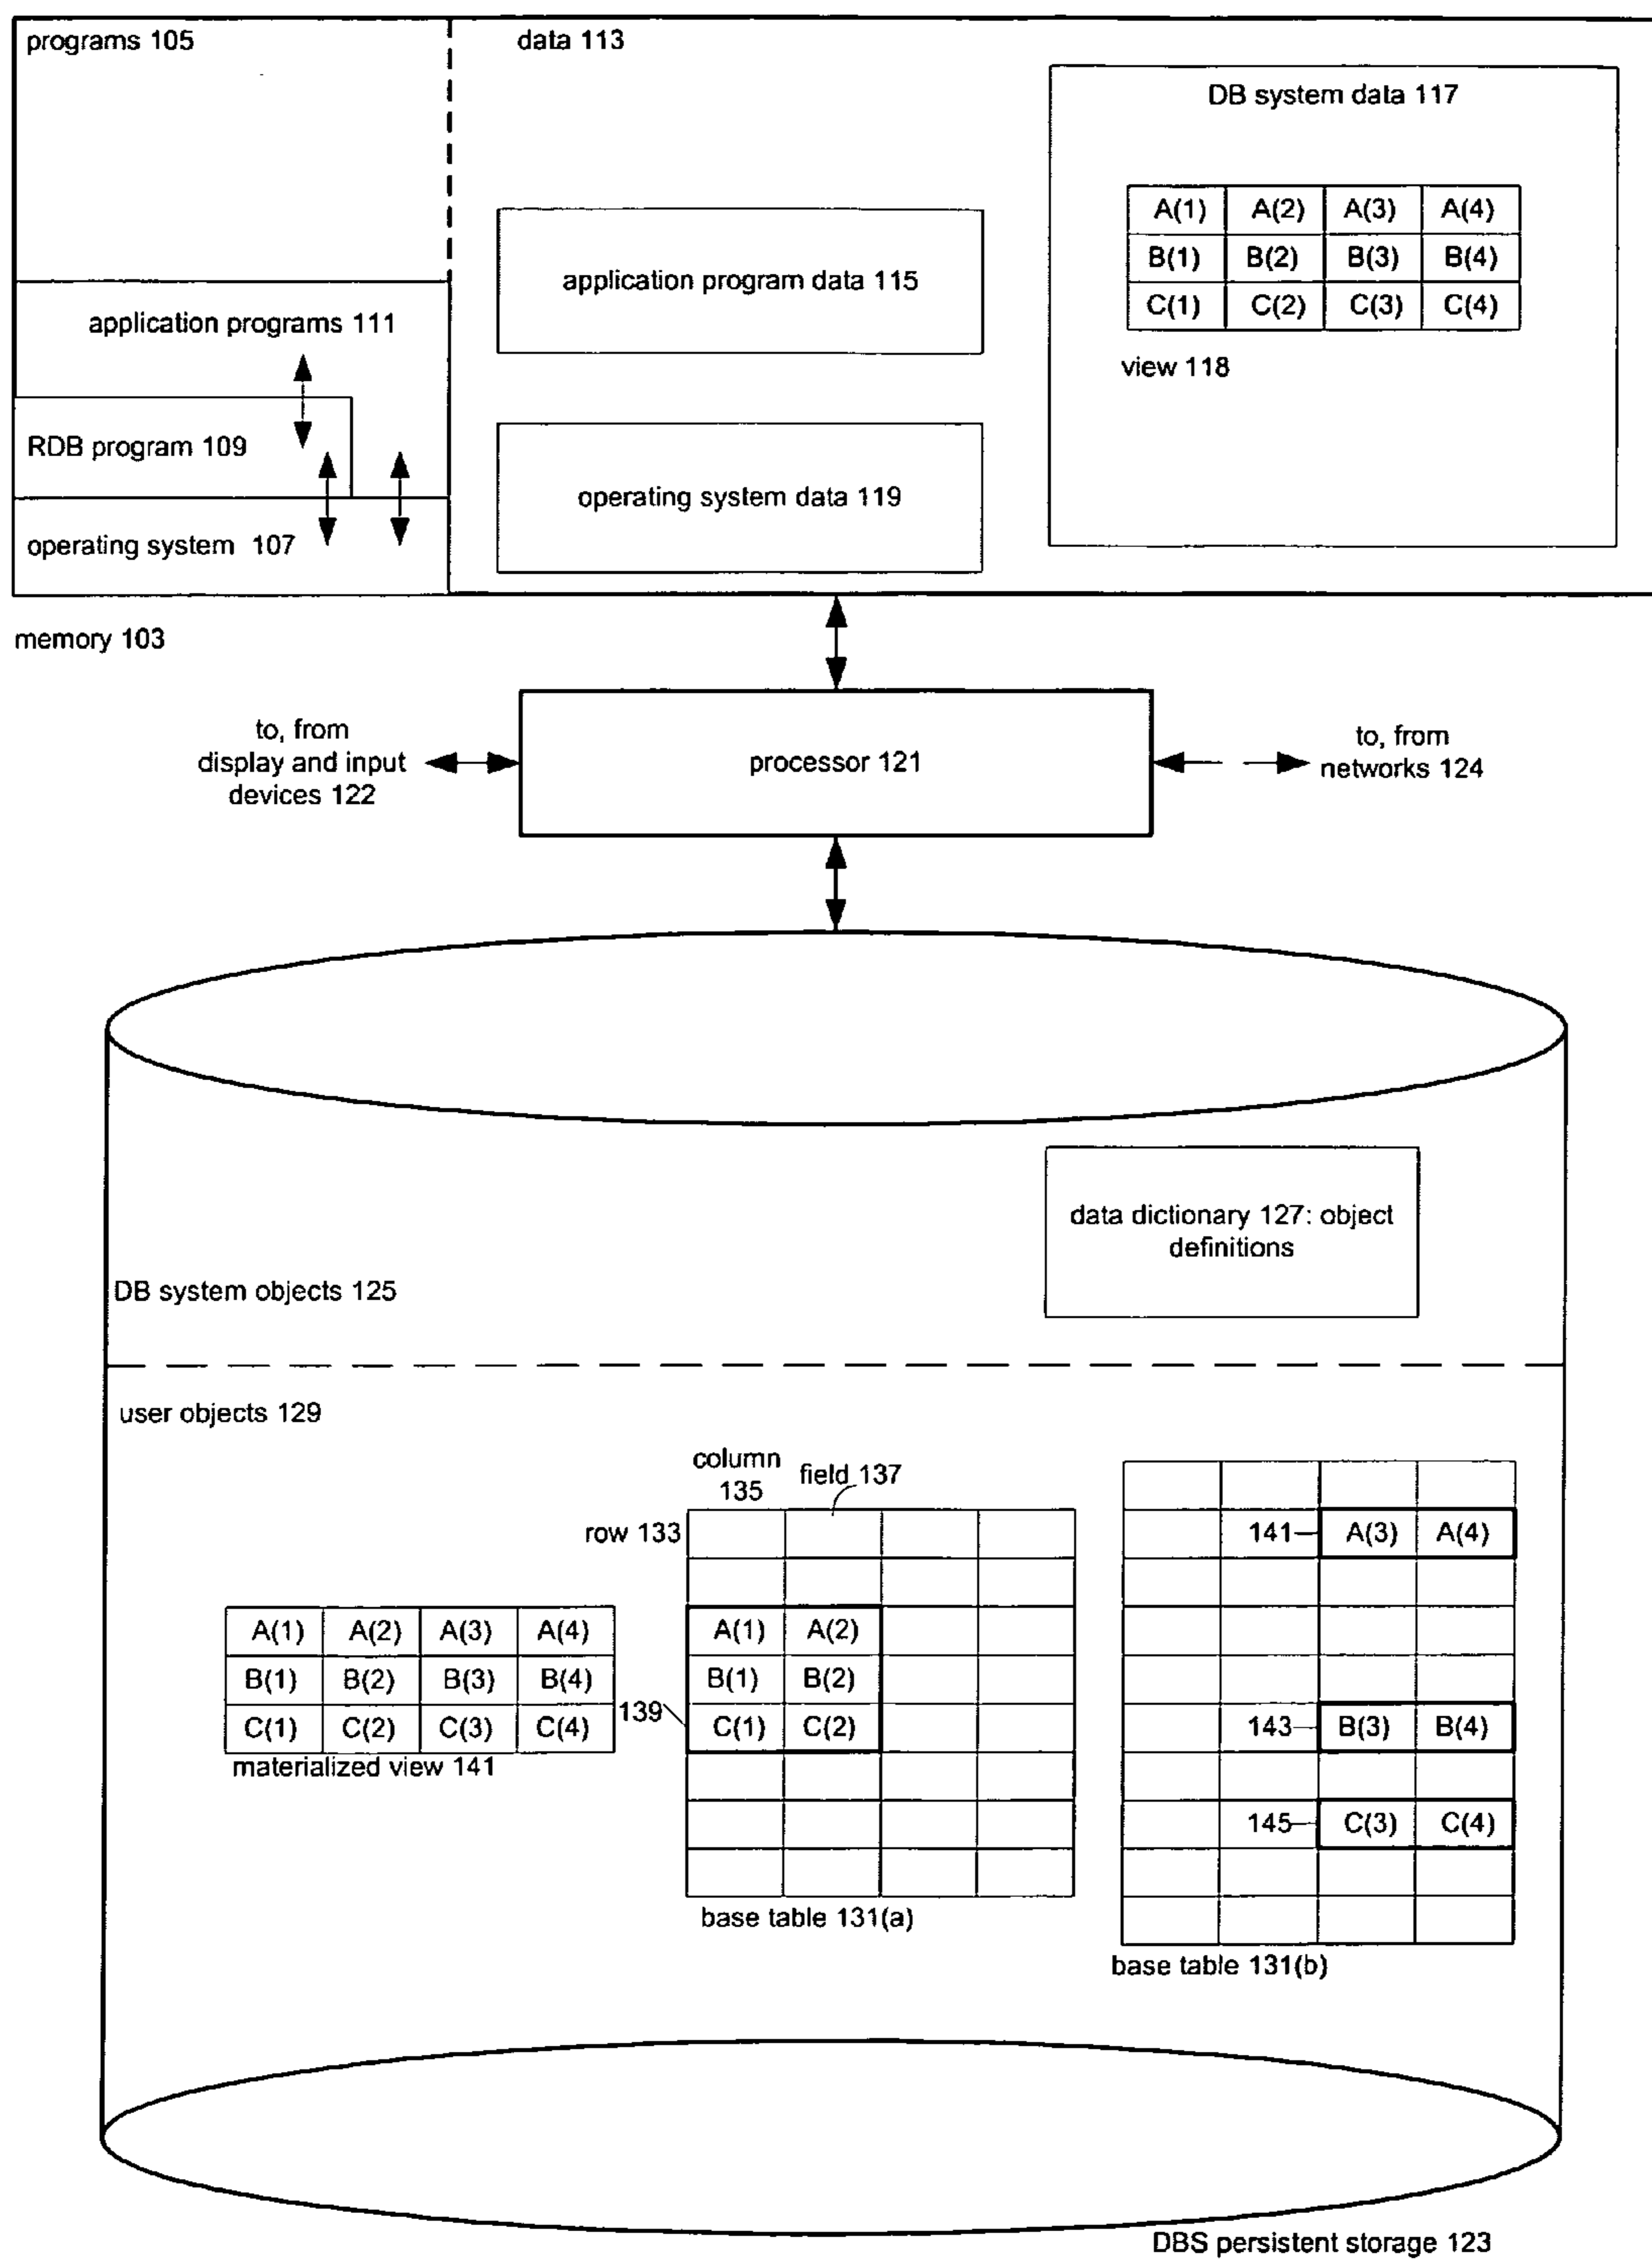 programs 105
data 113
DB system data 117
A(1) A(2) A(3) A(4)
B(1) B(2) B(3) B(4)
C(1) C(2) C(3) C(4)
view 118
application program data 115
application programs 111
RDB program 109
operating system data 119
operating system 107
memory 103
to, from
display and input
devices 122
processor 121
to, from
networks 124
data dictionary 127: object
definitions
DB system objects 125
user objects 129
column
135
field 137
row 133
A(1) A(2) A(3) A(4)
B(1) B(2) B(3) B(4)
C(1) C(2) C(3) C(4)
materialized view 141
139
A(1) A(2)
B(1) B(2)
C(1) C(2)
base table 131(a)
141 A(3) A(4)
143 B(3) B(4)
145 C(3) C(4)
base table 131(b)
DBS persistent storage 123